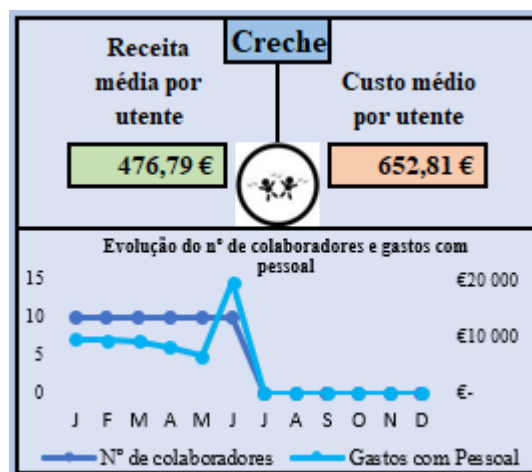 Creche
Receita
média por
utente
476,79 €
Custo médio
por utente
652,81 €
Evolução do nº de colaboradores e gastos com
pessoal
15
10
5
0
€20 000
€10 000
€-
J F M A M J J A S O N D
Nº de colaboradores
Gastos com Pessoal